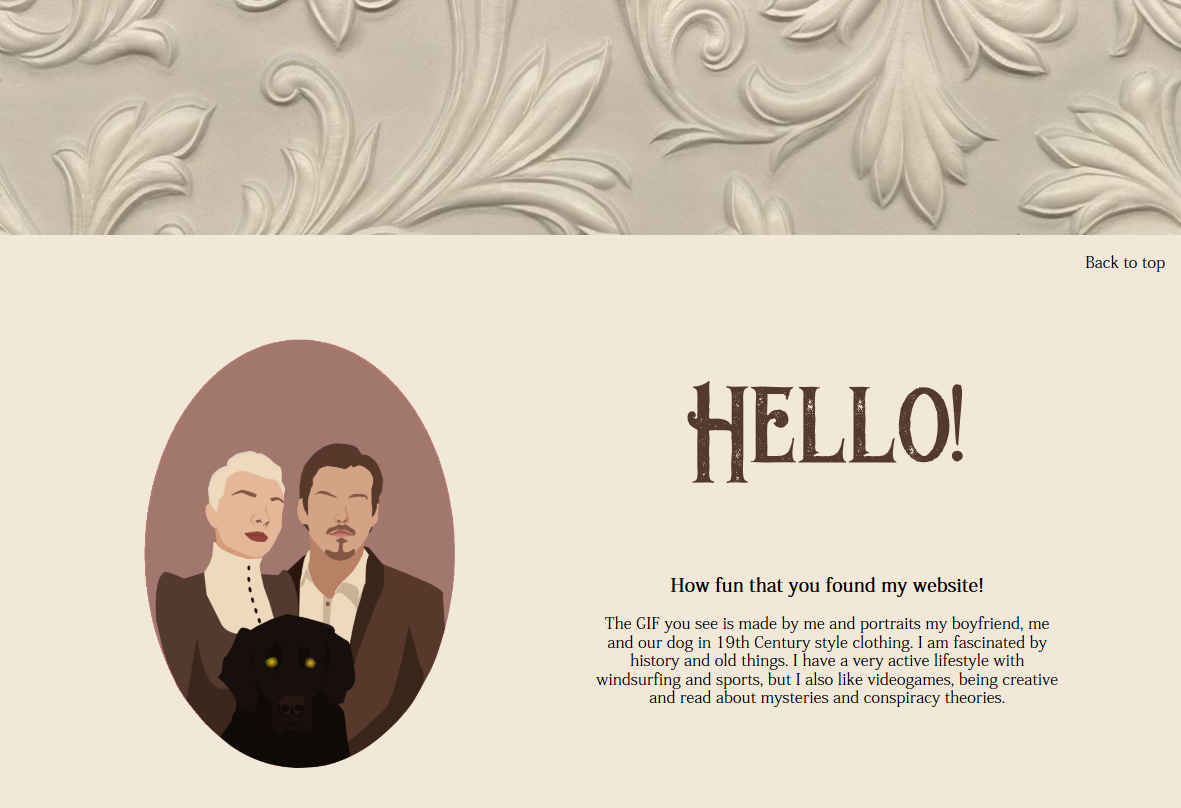 Back to top
HELLO!
How fun that you found my website!
The GIF you see is made by me and portraits my boyfriend, me
and our dog in 19th Century style clothing. I am fascinated by
history and old things. I have a very active lifestyle with
windsurfing and sports, but I also like videogames, being creative
and read about mysteries and conspiracy theories.